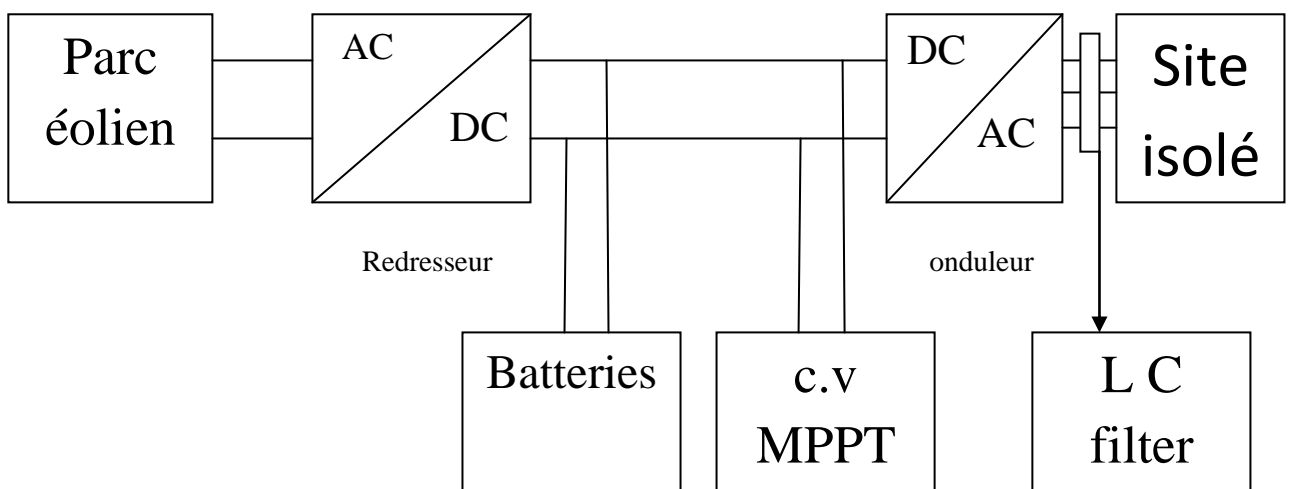 Parc
éolien
AC
DC
DC
AC
Site
isolé
Redresseur
onduleur
Batteries
c.v
MPPT
L C
filter